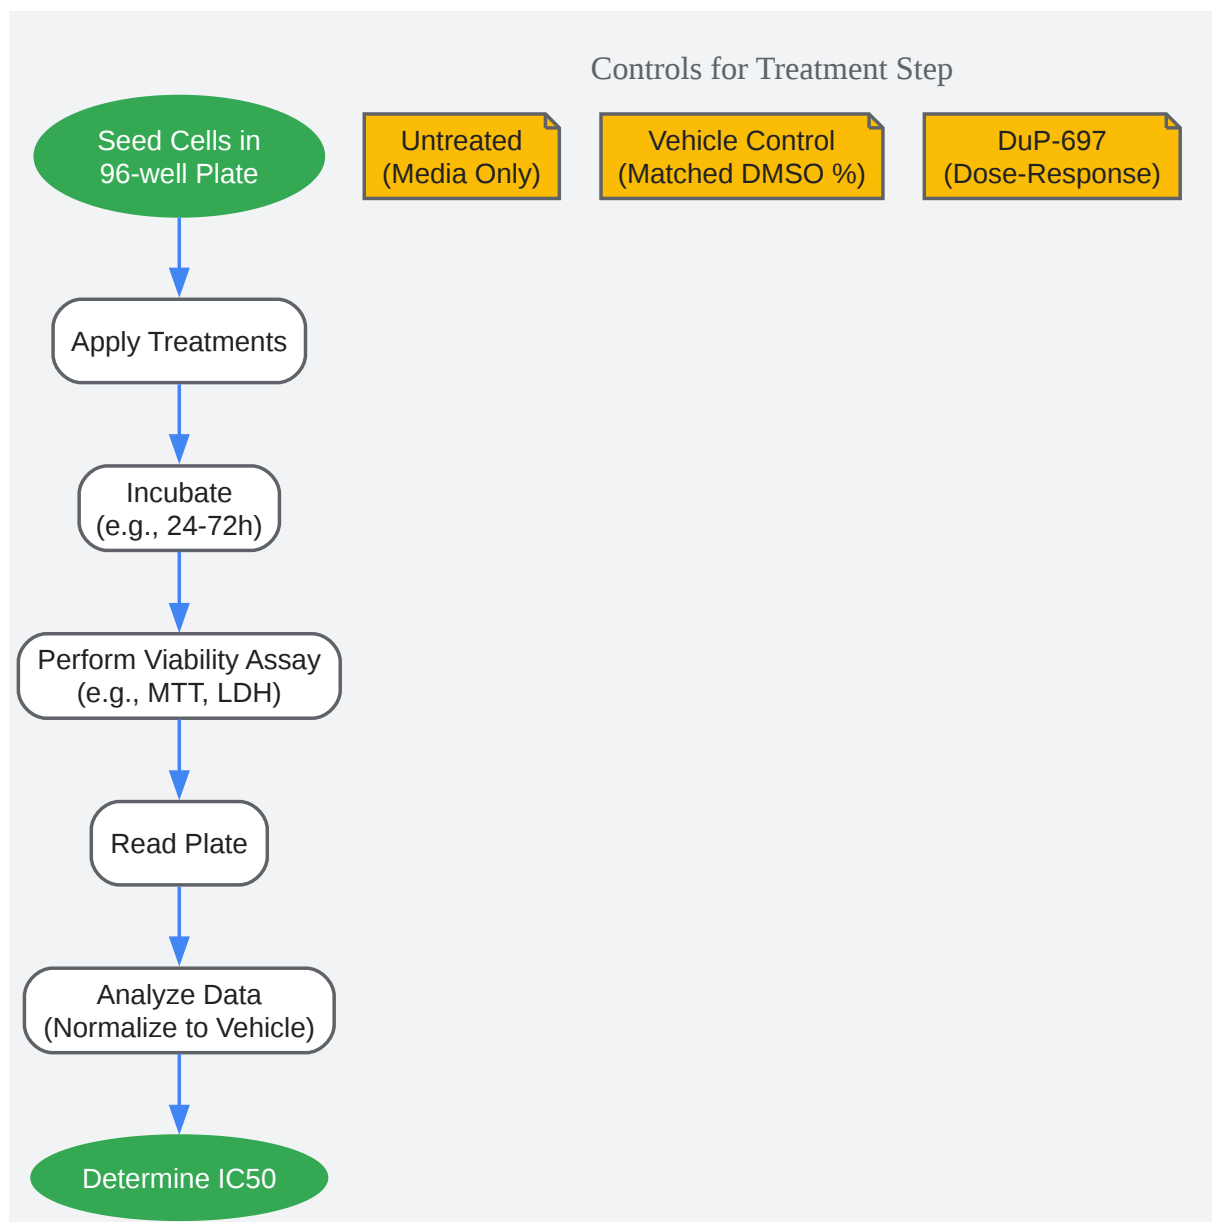 Controls for Treatment Step
Seed Cells in
96-well Plate
Untreated
(Media Only)
Vehicle Control
(Matched DMSO %)
DuP-697
(Dose-Response)
Apply Treatments
Incubate
(e.g., 24-72h)
Perform Viability Assay
(e.g., MTT, LDH)
Read Plate
Analyze Data
(Normalize to Vehicle)
Determine IC50